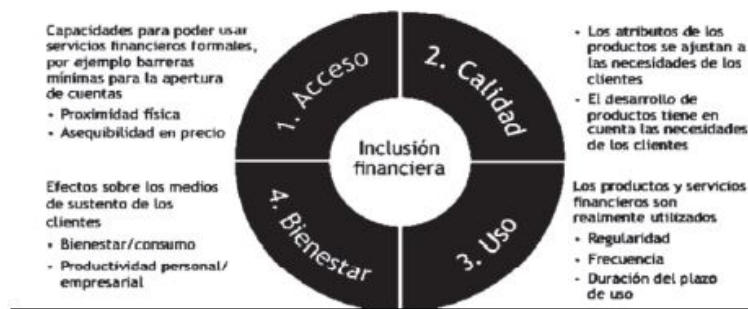 Capacidades para poder usar
servicios financieros formales,
por ejemplo barreras
mínimas para la apertura
de cuentas
• Proximidad física
• Asequibilidad en precio
1. Acceso
2. Calidad
• Los atributos de los
productos se ajustan a
las necesidades de los
clientes
• El desarrollo de
productos tiene en
cuenta las necesidades
de los clientes
Inclusión
financiera
Efectos sobre los medios
de sustento de los
clientes
• Bienestar/consumo
- Productividad personal/
empresarial
4. Bienestar
3. Uso
Los productos y servicios
financieros son
realmente utilizados
• Regularidad
• Frecuencia
- Duración del plazo
de uso